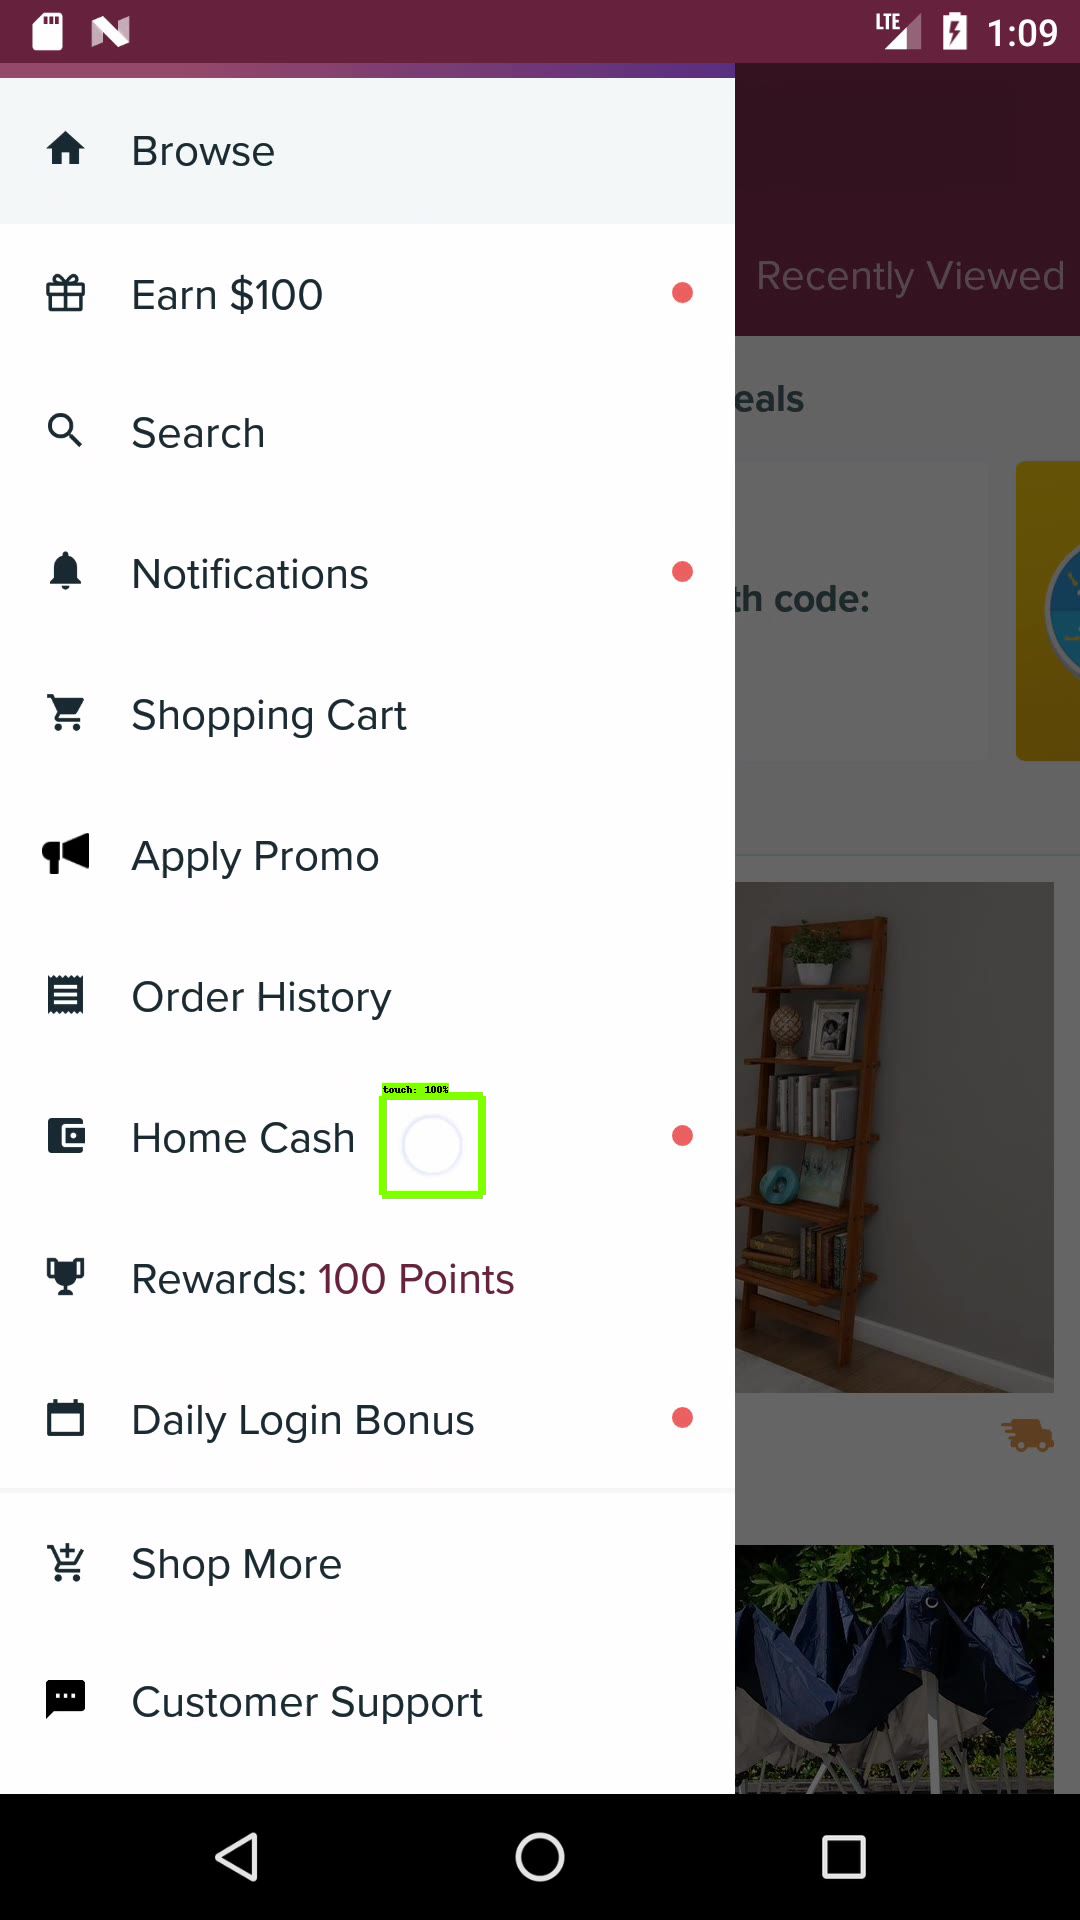 LTE 1:09
Browse
Earn $100
Recently Viewed
eals
Search
Notifications
th code:
Shopping Cart
Apply Promo
Order History
touch: 100%
Home Cash
Rewards: 100 Points
Daily Login Bonus
Shop More
Customer Support